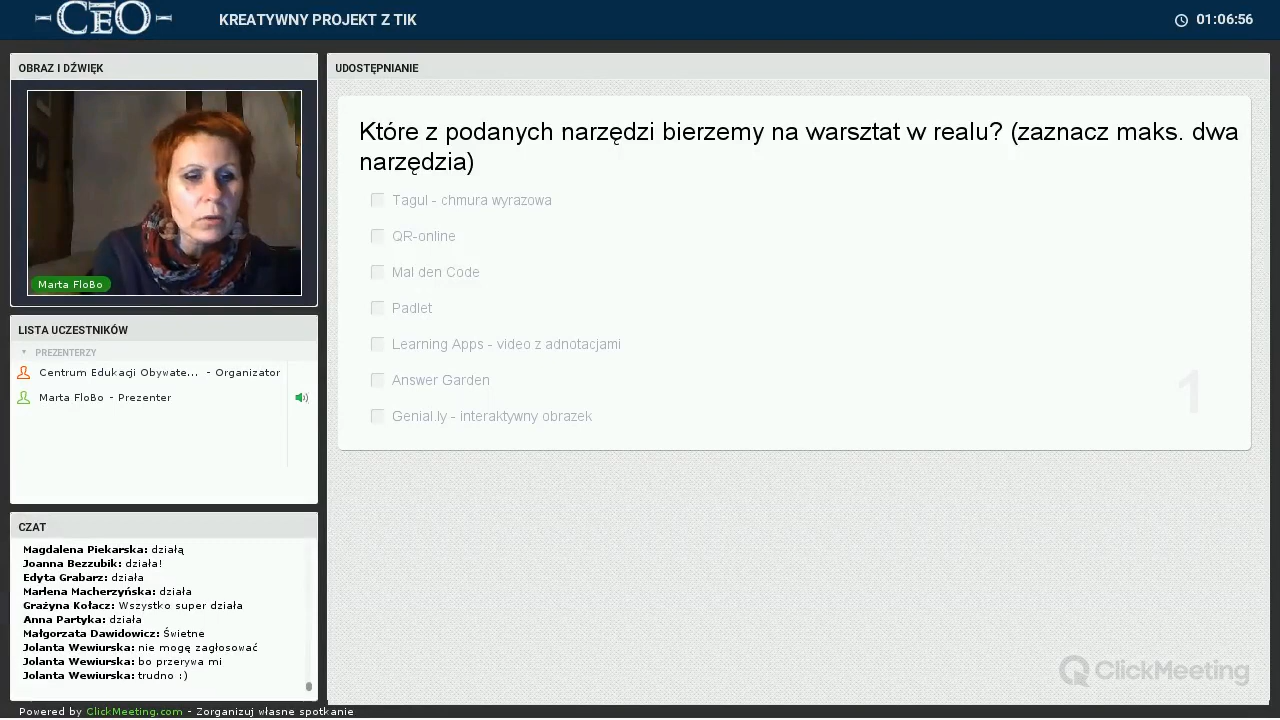 CEO
KREATYWNY PROJEKT Z TIK
01:06:56
OBRAZ I DŹWIĘK
Marta FloBo
LISTA UCZESTNIKÓW
PREZENTERZY
Centrum Edukacji Obywate... - Organizator
Marta FloBo - Prezenter
CZAT
Magdalena Piekarska: działą
Joanna Bezzubik: działa!
Edyta Grabarz: działa
Marlena Macherzyńska: działa
Grażyna Kołacz: Wszystko super działa
Anna Partyka: działa
Małgorzata Dawidowicz: Świetne
Jolanta Wewiurska: nie mogę zagłosować
Jolanta Wewiurska: bo przerywa mi
Jolanta Wewiurska: trudno :)
UDOSTĘPNIANIE
Które z podanych narzędzi bierzemy na warsztat w realu? (zaznacz maks. dwa
narzędzia)
Tagul - chmura wyrazowa
QR-online
Mal den Code
Padlet
Learning Apps - video z adnotacjami
Answer Garden
Genial.ly - interaktywny obrazek
1
ClickMeeting
Powered by ClickMeeting.com - Zorganizuj własne spotkanie